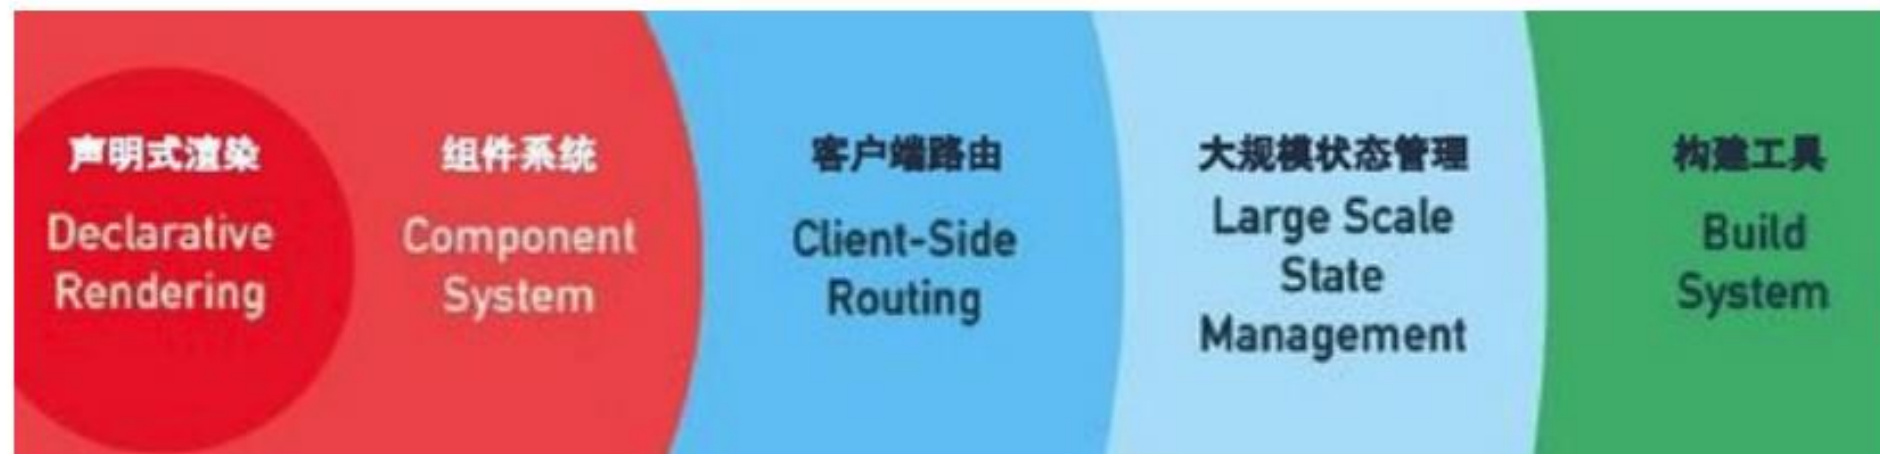 声明式渲染
Declarative
Rendering
组件系统
Component
System
客户端路由
Client-Side
Routing
大规模状态管理
Large Scale
State
Management
构建工具
Build
System